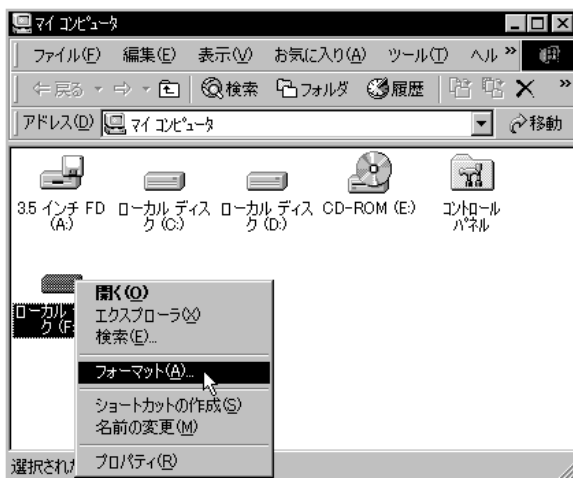 マイ コンピュータ
ファイル(F) 編集(E) 表示(V) お気に入り(A) ツール(T) ヘル »
戻る 検索 フォルダ 履歴 »
アドレス(D) マイ コンピュータ 移動
3.5 インチ FD (A:)
ローカル ディスク (C:)
ローカル ディスク (D:)
CD-ROM (E:)
コントロール パネル
ローカル
ク (F:
開く(O)
エクスプローラ(X)
検索(E)...
フォーマット(A)...
ショートカットの作成(S)
名前の変更(M)
プロパティ(R)
選択され